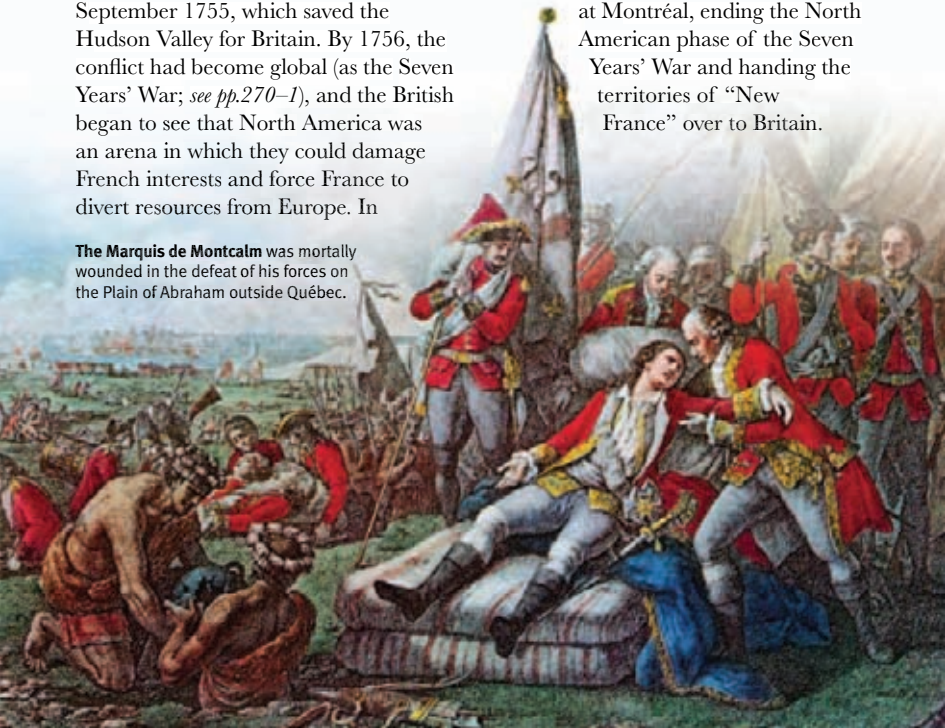 September 1755, which saved the
Hudson Valley for Britain. By 1756, the
conflict had become global (as the Seven
Years’ War; see pp.270–1), and the British
began to see that North America was
an arena in which they could damage
French interests and force France to
divert resources from Europe. In
The Marquis de Montcalm was mortally
wounded in the defeat of his forces on
the Plain of Abraham outside Québec.
at Montréal, ending the North
American phase of the Seven
Years’ War and handing the
territories of “New
France” over to Britain.